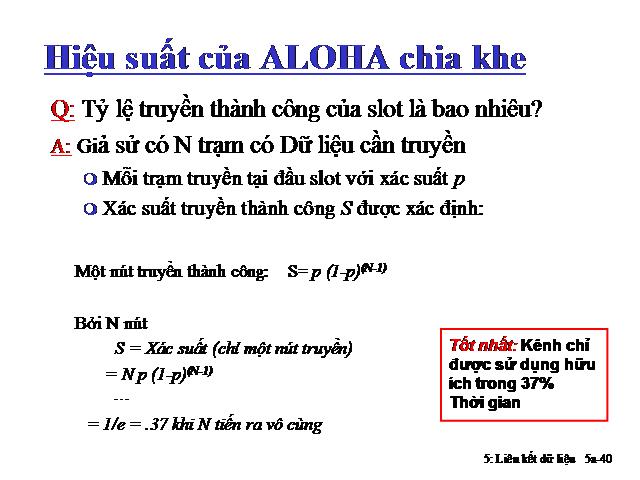 Hiệu suất của ALOHA chia khe
Q: Tỷ lệ truyền thành công của slot là bao nhiêu?
A: Giả sử có N trạm có Dữ liệu cần truyền
Mỗi trạm truyền tại đầu slot với xác suất p
Xác suất truyền thành công S được xác định:
Một nút truyền thành công: S= p (1-p)^(N-1)
Bởi N nút
S = Xác suất (chỉ một nút truyền)
= N p (1-p)^(N-1)
---
= 1/e = .37 khi N tiến ra vô cùng
Tốt nhất: Kênh chỉ
được sử dụng hữu
ích trong 37%
Thời gian
5: Liên kết dữ liệu 5a-40